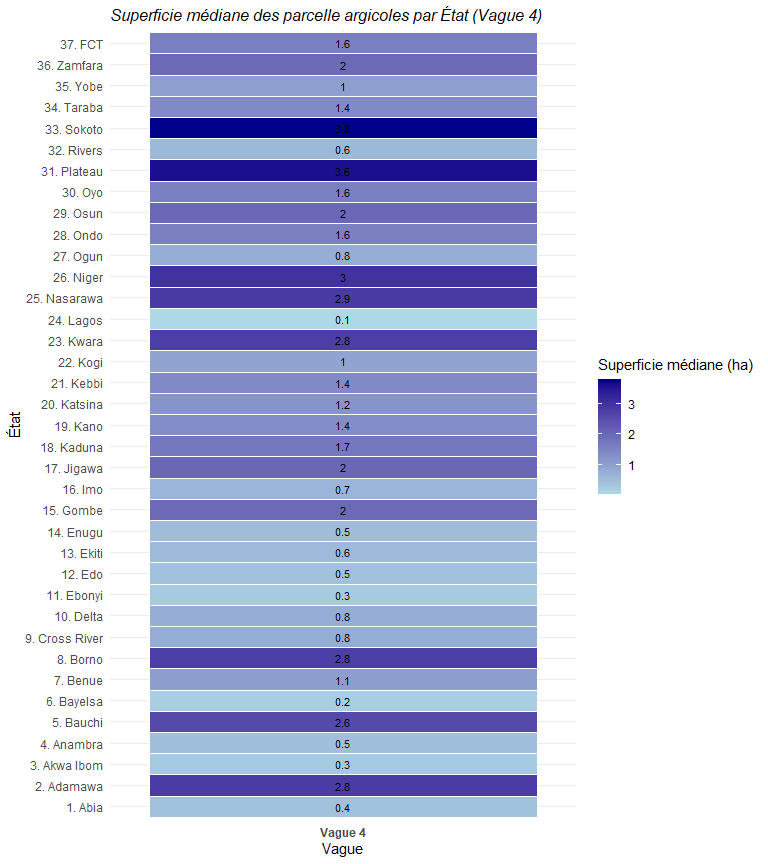 Superficie médiane des parcelle argicoles par État (Vague 4)
37. FCT 1.6
36. Zamfara 2
35. Yobe 1
34. Taraba 1.4
33. Sokoto 3.8
32. Rivers 0.6
31. Plateau 3.6
30. Oyo 1.6
29. Osun 2
28. Ondo 1.6
27. Ogun 0.8
26. Niger 3
25. Nasarawa 2.9
24. Lagos 0.1
23. Kwara 2.8
22. Kogi 1
21. Kebbi 1.4
20. Katsina 1.2
19. Kano 1.4
18. Kaduna 1.7
17. Jigawa 2
16. Imo 0.7
15. Gombe 2
14. Enugu 0.5
13. Ekiti 0.6
12. Edo 0.5
11. Ebonyi 0.3
10. Delta 0.8
9. Cross River 0.8
8. Borno 2.8
7. Benue 1.1
6. Bayelsa 0.2
5. Bauchi 2.6
4. Anambra 0.5
3. Akwa Ibom 0.3
2. Adamawa 2.8
1. Abia 0.4
État
Vague 4
Vague
Superficie médiane (ha)
3
2
1